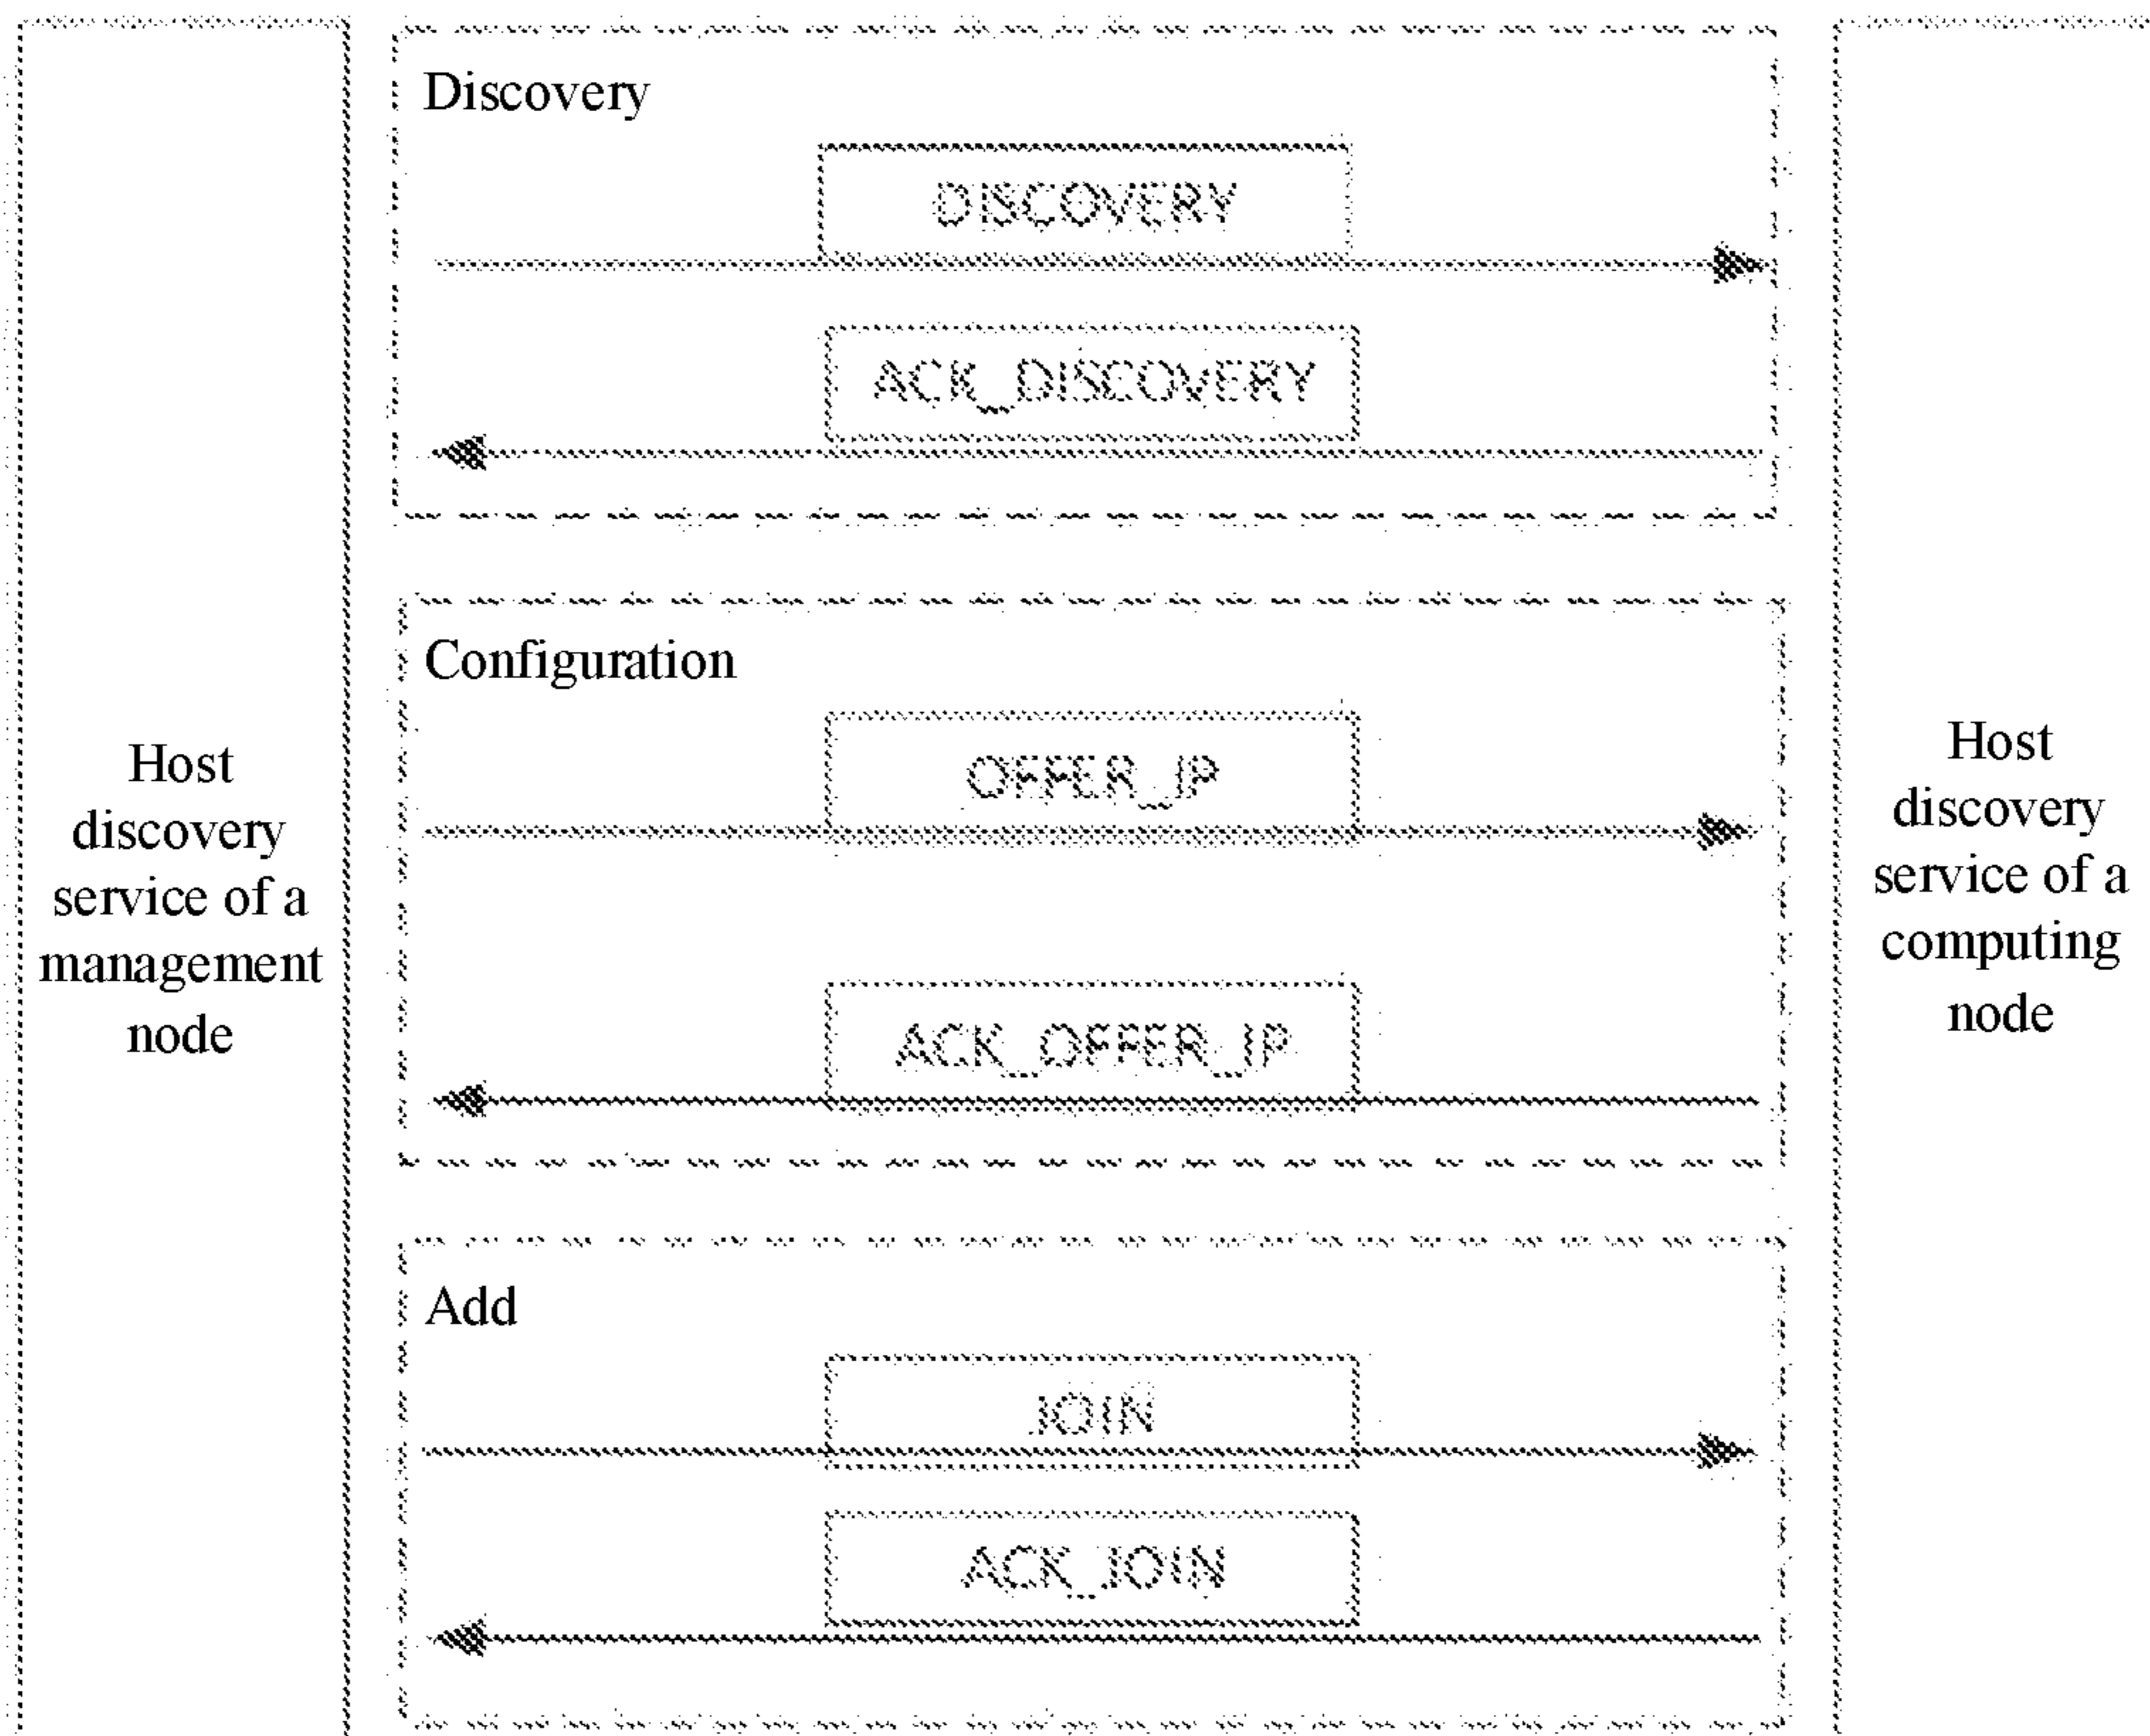 Discovery
DISCOVERY
ACK_DISCOVERY
Configuration
OFFER_IP
ACK_OFFER_IP
Add
JOIN
ACK_JOIN
Host
discovery
service of a
management
node
Host
discovery
service of a
computing
node